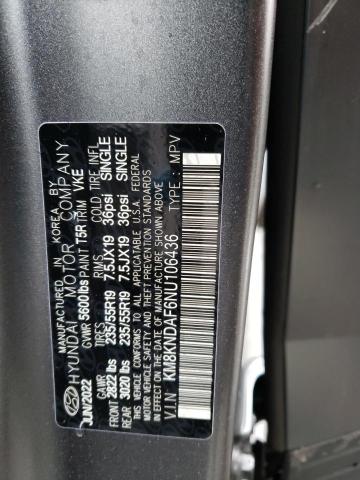 MANUFACTURED IN KOREA BY
HYUNDAI MOTOR COMPANY
JUN/2022 GVWR 5600lbs PAINT T5R TRIM VKE
GAWR TIRES RIMS COLD TIRE INFL
FRONT 2822 lbs 235/55R19 7.5JX19 36psi SINGLE
REAR 3020 lbs 235/55R19 7.5JX19 36psi SINGLE
THIS VEHICLE CONFORMS TO ALL APPLICABLE U.S.A. FEDERAL
MOTOR VEHICLE SAFETY AND THEFT PREVENTION STANDARDS
IN EFFECT ON THE DATE OF MANUFACTURE SHOWN ABOVE.
V.I.N : KM8KNDAF6NU106436 TYPE : MPV